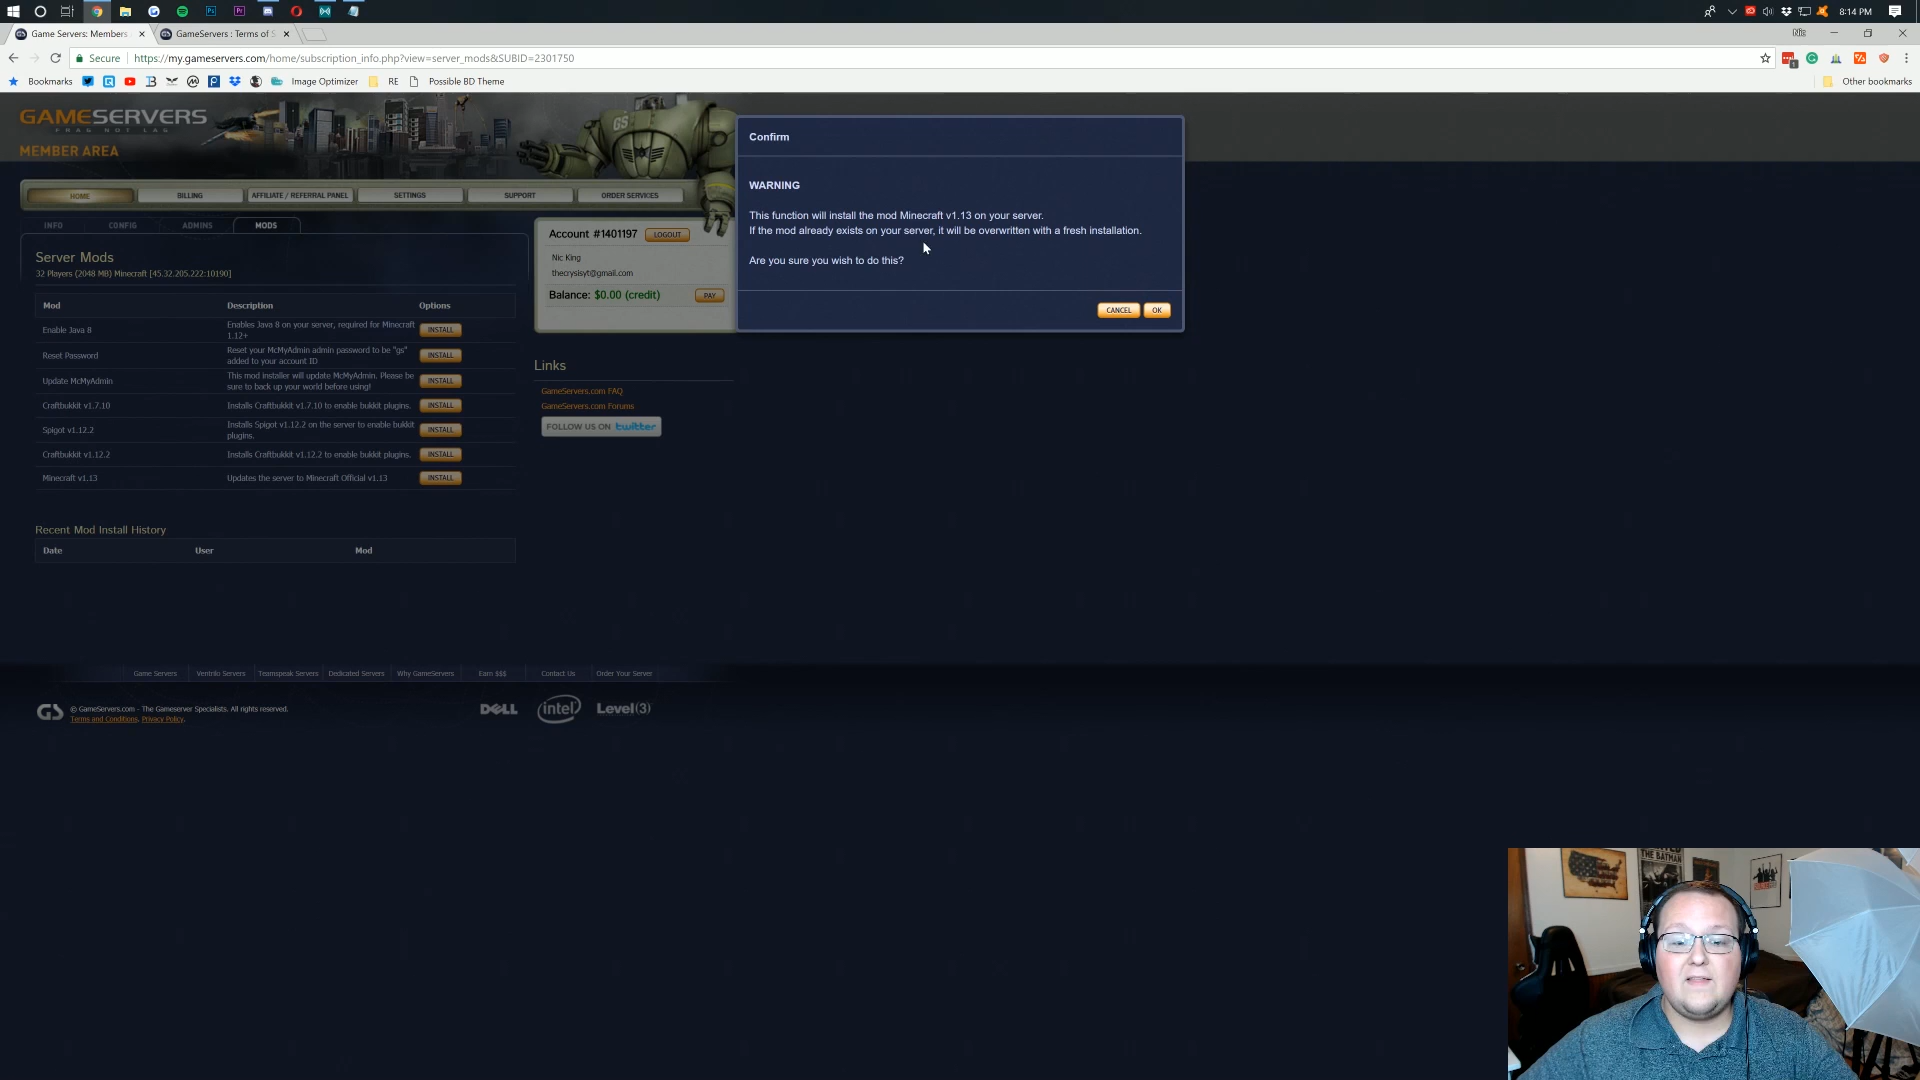 8:14 PM
Game Servers: Members
GameServers : Terms of S
Secure
https://my.gameservers.com/home/subscription_info.php?view=server_mods&SUBID=2301750
Bookmarks
Image Optimizer
RE
Possible BD Theme
Other bookmarks
GAMESERVERS
FRAG NOT LAG
MEMBER AREA
GS
HOME
BILLING
AFFILIATE / REFERRAL PANEL
SETTINGS
SUPPORT
ORDER SERVICES
INFO
CONFIG
ADMINS
MODS
Server Mods
32 Players (2048 MB) Minecraft [45.32.205.222:10190]
Mod Description Options
Enable Java 8
Enables Java 8 on your server, required for Minecraft
1.12+
INSTALL
Reset Password
Reset your McMyAdmin admin password to be "gs"
added to your account ID
INSTALL
Update McMyAdmin
This mod installer will update McMyAdmin. Please be
sure to back up your world before using!
INSTALL
Craftbukkit v1.7.10
Installs Craftbukkit v1.7.10 to enable bukkit plugins.
INSTALL
Spigot v1.12.2
Installs Spigot v1.12.2 on the server to enable bukkit
plugins.
INSTALL
Craftbukkit v1.12.2
Installs Craftbukkit v1.12.2 to enable bukkit plugins.
INSTALL
Minecraft v1.13
Updates the server to Minecraft Official v1.13
INSTALL
Recent Mod Install History
Date User Mod
Account #1401197
LOGOUT
Nic King
thecrysisyt@gmail.com
Balance: $0.00 (credit)
PAY
Links
GameServers.com FAQ
GameServers.com Forums
FOLLOW US ON twitter
Confirm
WARNING
This function will install the mod Minecraft v1.13 on your server.
If the mod already exists on your server, it will be overwritten with a fresh installation.
Are you sure you wish to do this?
CANCEL
OK
Game Servers
Ventrilo Servers
Teamspeak Servers
Dedicated Servers
Why GameServers
Earn $$$
Contact Us
Order Your Server
GS
© GameServers.com - The Gameserver Specialists. All rights reserved.
Terms and Conditions. Privacy Policy.
DELL
intel
Level(3)
THE BATMAN